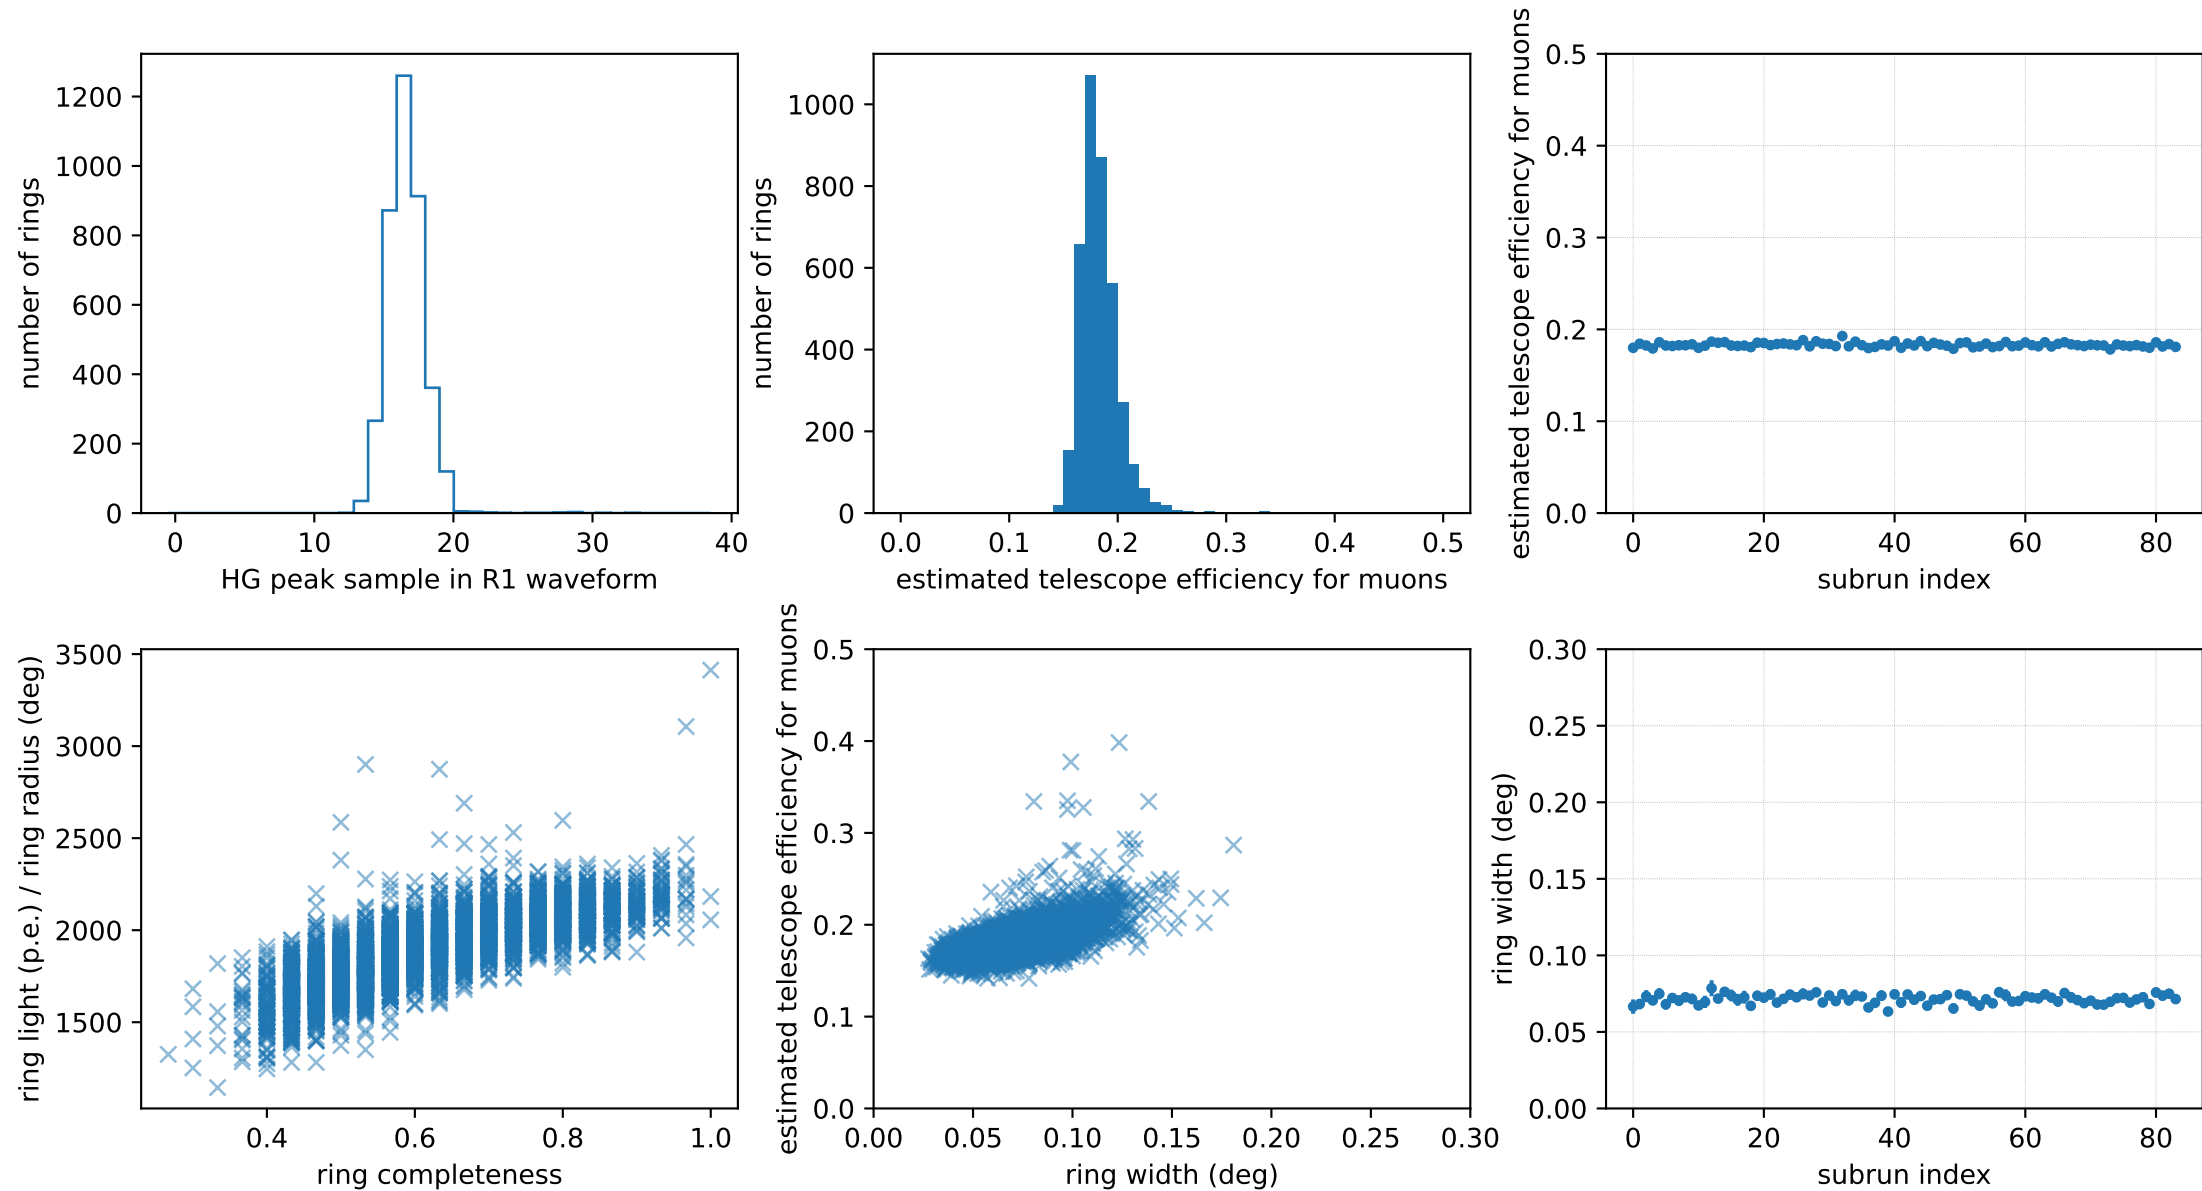 number of rings
1200
1000
800
600
400
200
0
0 10 20 30 40
HG peak sample in R1 waveform
number of rings
1000
800
600
400
200
0
0.0 0.1 0.2 0.3 0.4 0.5
estimated telescope efficiency for muons
estimated telescope efficiency for muons
0.5
0.4
0.3
0.2
0.1
0.0
0 20 40 60 80
subrun index
ring light (p.e.) / ring radius (deg)
3500
3000
2500
2000
1500
0.4 0.6 0.8 1.0
ring completeness
estimated telescope efficiency for muons
0.5
0.4
0.3
0.2
0.1
0.0
0.00 0.05 0.10 0.15 0.20 0.25 0.30
ring width (deg)
ring width (deg)
0.30
0.25
0.20
0.15
0.10
0.05
0.00
0 20 40 60 80
subrun index